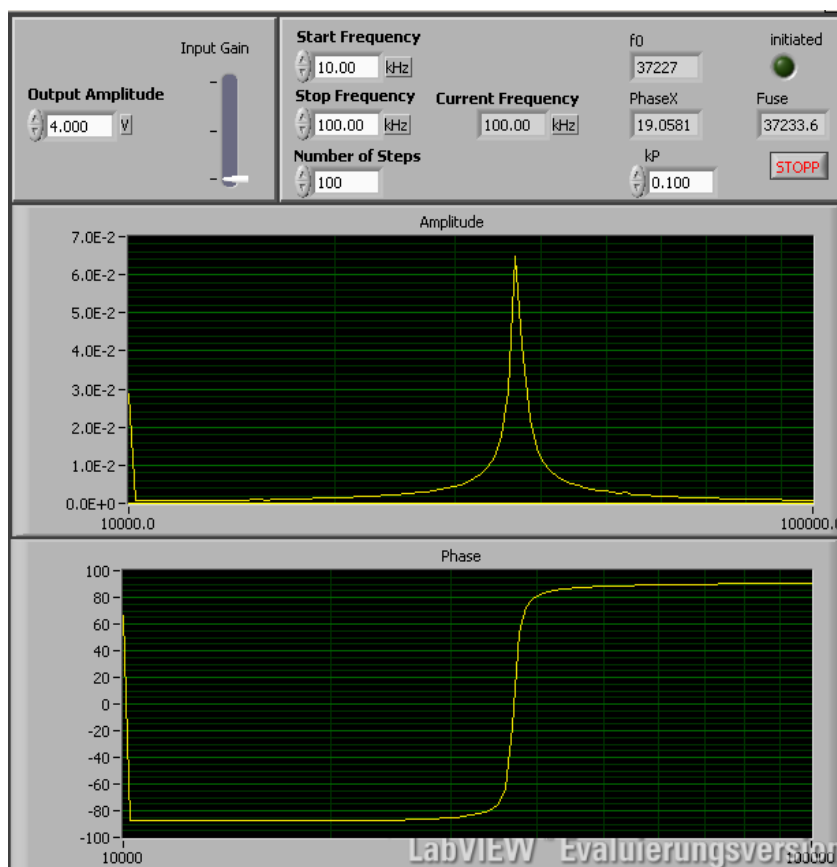 Input Gain
Output Amplitude
4.000 V
Start Frequency
10.00 kHz
Stop Frequency
100.00 kHz
Number of Steps
100
Current Frequency
100.00 kHz
f0
37227
initiated
PhaseX
19.0581
Fuse
37233.6
kP
0.100
STOPP
Amplitude
7.0E-2
6.0E-2
5.0E-2
4.0E-2
3.0E-2
2.0E-2
1.0E-2
0.0E+0
10000.0 100000.0
Phase
100
80
60
40
20
0
-20
-40
-60
-80
-100
10000 100000
LabVIEW Evaluierungsversion